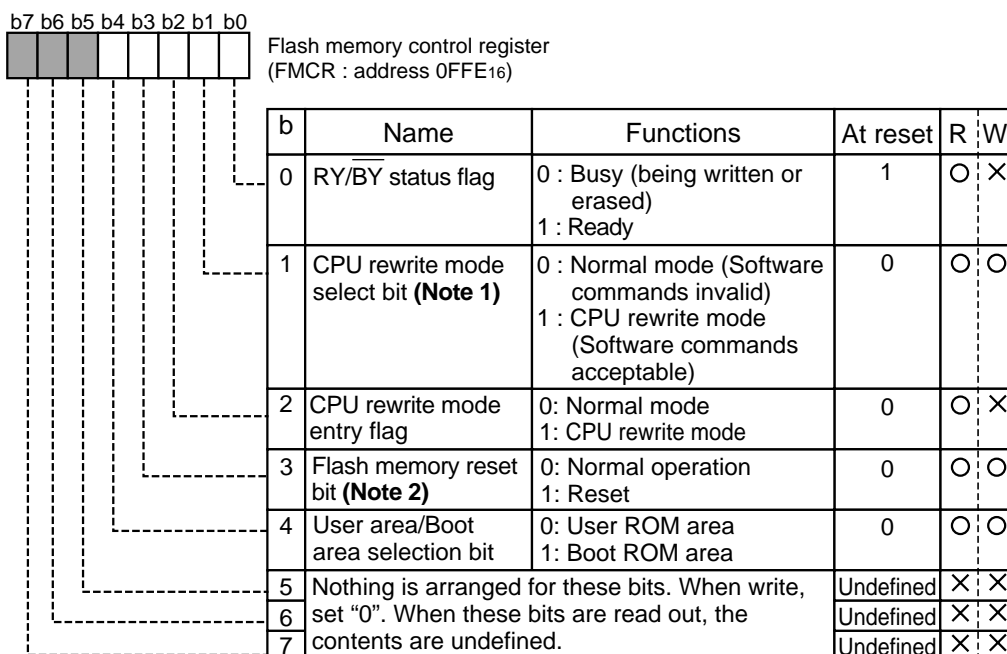 b7 b6 b5 b4 b3 b2 b1 b0
Flash memory control register
(FMCR : address 0FFE16)
b Name Functions At reset R W
0 RY/BY status flag 0 : Busy (being written or 1 O ×
erased)
1 : Ready
1 CPU rewrite mode 0 : Normal mode (Software 0 O O
select bit (Note 1) commands invalid)
1 : CPU rewrite mode
(Software commands
acceptable)
2 CPU rewrite mode 0: Normal mode 0 O ×
entry flag 1: CPU rewrite mode
3 Flash memory reset 0: Normal operation 0 O O
bit (Note 2) 1: Reset
4 User area/Boot 0: User ROM area 0 O O
area selection bit 1: Boot ROM area
5 Nothing is arranged for these bits. When write, Undefined × ×
6 set “0”. When these bits are read out, the Undefined × ×
7 contents are undefined. Undefined × ×